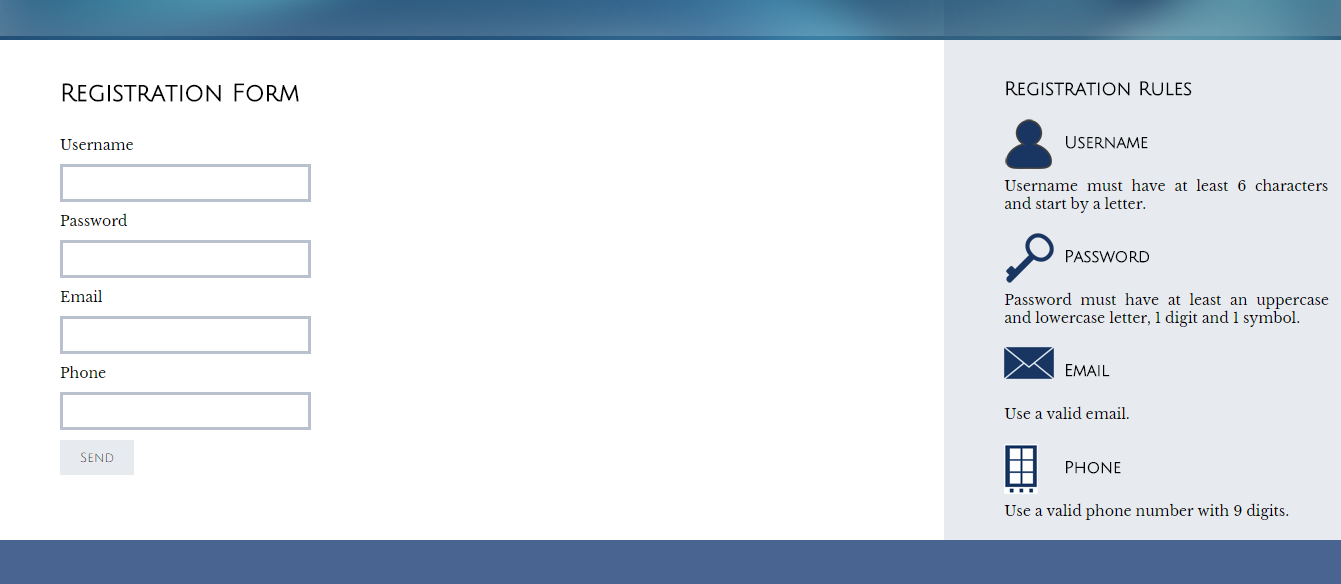 Registration Form
Username
Password
Email
Phone
Send
Registration Rules
Username
Username must have at least 6 characters
and start by a letter.
Password
Password must have at least an uppercase
and lowercase letter, 1 digit and 1 symbol.
Email
Use a valid email.
Phone
Use a valid phone number with 9 digits.